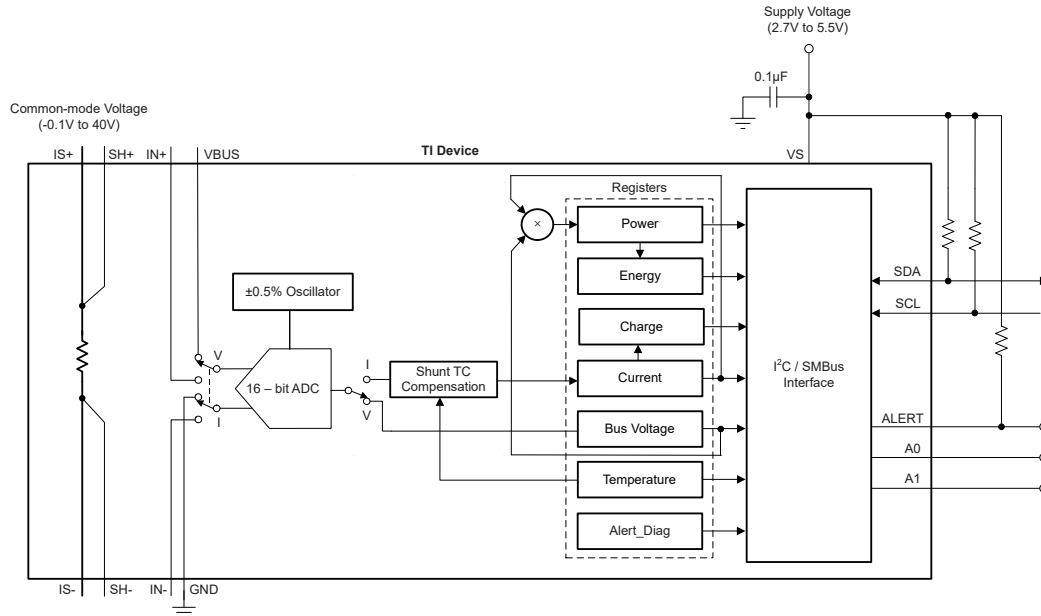 Supply Voltage
(2.7V to 5.5V)
0.1µF
Common-mode Voltage
(-0.1V to 40V)
IS+
SH+
IN+
VBUS
TI Device
VS
Registers
×
Power
Energy
±0.5% Oscillator
Charge
SDA
SCL
V
I
16 – bit ADC
I
V
Shunt TC
Compensation
Current
I²C / SMBus
Interface
Bus Voltage
ALERT
A0
Temperature
A1
Alert_Diag
IS-
SH-
IN-
GND